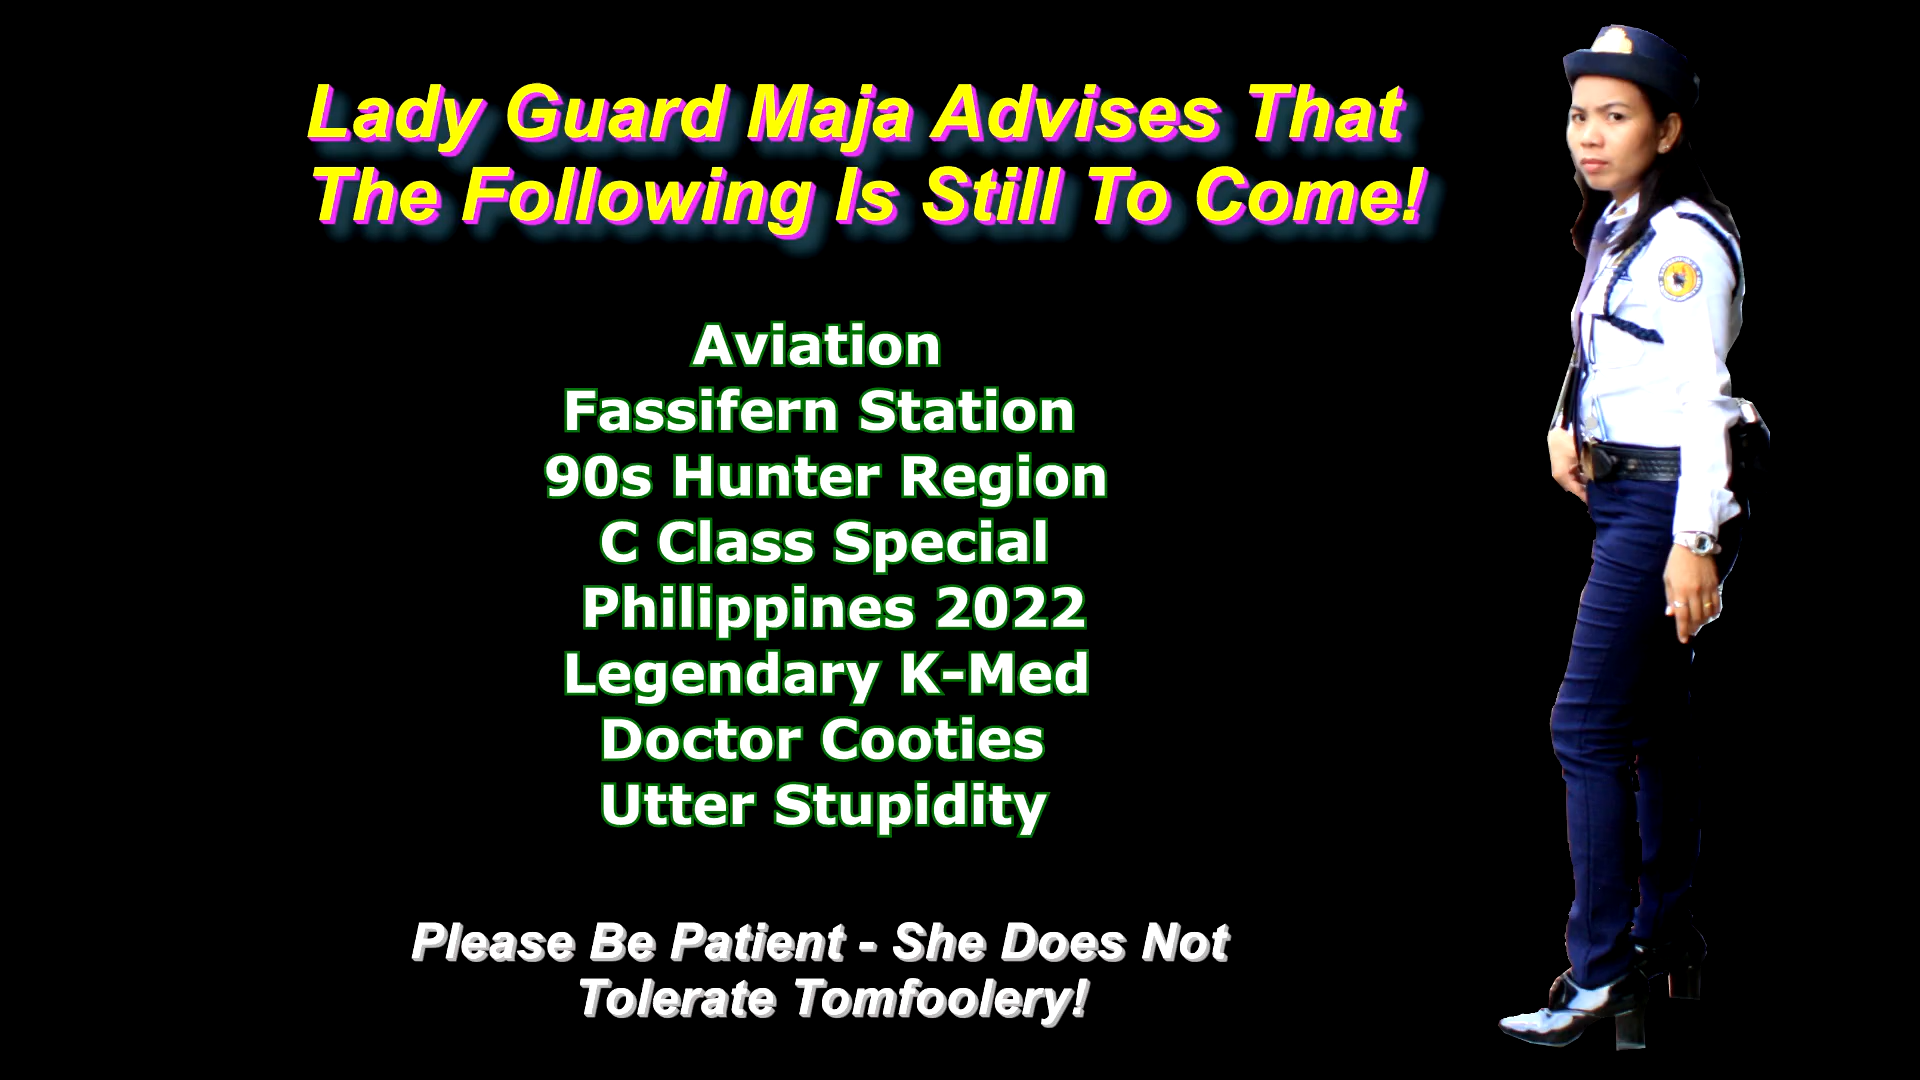 Lady Guard Maja Advises That
The Following Is Still To Come!
Aviation
Fassifern Station
90s Hunter Region
C Class Special
Philippines 2022
Legendary K-Med
Doctor Cooties
Utter Stupidity
Please Be Patient - She Does Not
Tolerate Tomfoolery!